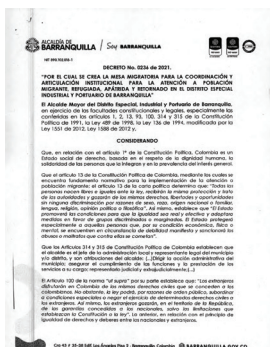 ALCALDÍA DE
BARRANQUILLA
Soy BARRANQUILLA
NIT 890.102.018-1
DECRETO No. 0236 de 2021.
"POR EL CUAL SE CREA LA MESA MIGRATORIA PARA LA COORDINACIÓN Y
ARTICULACIÓN INSTITUCIONAL PARA LA ATENCIÓN A POBLACIÓN
MIGRANTE, REFUGIADA, APÁTRIDA Y RETORNADO EN EL DISTRITO ESPECIAL
INDUSTRIAL Y PORTUARIO DE BARRANQUILLA"
El Alcalde Mayor del Distrito Especial, Industrial y Portuario de Barranquilla,
en ejercicio de las facultades constitucionales y legales, especialmente las
conferidas en los artículos 1, 2, 13, 93, 100, 314 y 315 de la Constitución
Política de 1991, la Ley 489 de 1998, la Ley 136 de 1994, modificada por la
Ley 1551 de 2012, Ley 1588 de 2012 y,
CONSIDERANDO
Que, en relación con el artículo 1° de la Constitución Política, Colombia es un
Estado social de derecho, basado en el respeto de la dignidad humana, la
solidaridad de las personas que la integran y en la prevalencia del interés general.
Que el artículo 13 de la Constitución Política de Colombia, mediante los cuales se
encuentra fundamento normativo para la implementación de la atención a
población migrante; el artículo 13 de la carta política determina que: "Todas las
personas nacen libres e iguales ante la ley, recibirán la misma protección y trato
de las autoridades y gozarán de los mismos derechos, libertades y oportunidades
sin ninguna discriminación por razones de sexo, raza, origen nacional o familiar,
lengua, religión, opinión política o filosófica". Así mismo, establece que "El Estado
promoverá las condiciones para que la igualdad sea real y efectiva y adoptará
medidas en favor de grupos discriminados o marginados. El Estado protegerá
especialmente a aquellas personas que, por su condición económica, física o
mental, se encuentren en circunstancia de debilidad manifiesta y sancionará los
abusos o maltratos que contra ellas se cometan".
Que los Artículos 314 y 315 de Constitución Política de Colombia establecen que
el alcalde es el jefe de la administración local y representante legal del municipio
y/o distrito, y son atribuciones del alcalde: (...)Dirigir la acción administrativa del
municipio; asegurar el cumplimiento de las funciones y la prestación de los
servicios a su cargo; representarlo judicial y extrajudicialmente.(...)
El Artículo 100 de la norma "ut supra" por su parte establece que: "Los extranjeros
disfrutarán en Colombia de los mismos derechos civiles que se conceden a los
colombianos. No obstante, la ley podrá, por razones de orden público, subordinar
a condiciones especiales o negar el ejercicio de determinados derechos civiles a
los extranjeros. Así mismo, los extranjeros gozarán, en el territorio de la República,
de las garantías concedidas a los nacionales, salvo las limitaciones que
establezcan la Constitución o la ley". Lo anterior, en relación con el principio de
igualdad de derechos y deberes entre los nacionales y extranjeros.
BARRANQUILLA.GOV.CO